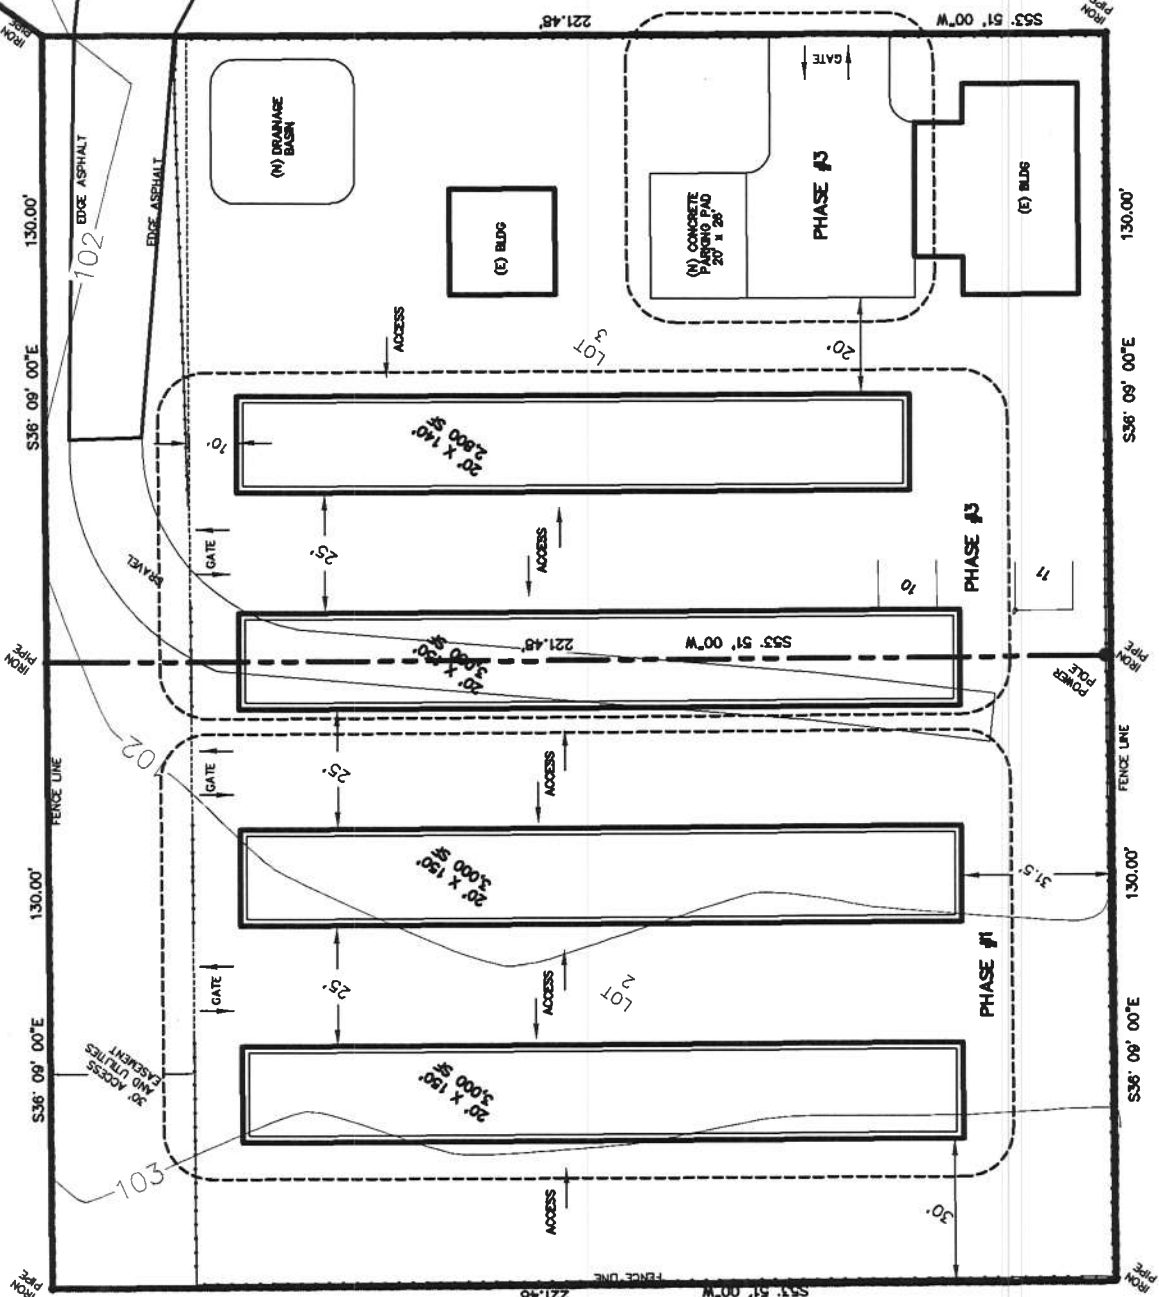 IRON
PIPE
221.48'
S53° 51' 00"W
IRON
PIPE
130.00'
EDGE ASPHALT
EDGE ASPHALT
102
(N) DRAINAGE
BASIN
(E) BLDG
GATE
PHASE #3
(N) CONCRETE
PARKING PAD
20' x 26'
(E) BLDG
130.00'
S36° 09' 00"E
ACCESS
LOT
3
20'
S36° 09' 00"E
10'
20' X 140'
2,800 SF
GATE
25'
ACCESS
PHASE #3
GRAVEL
10
11
IRON
PIPE
20' X 150'
3,000 SF
221.48'
S53° 51' 00"W
POWER
POLE
IRON
PIPE
FENCE LINE
102
GATE
25'
ACCESS
FENCE LINE
130.00'
20' X 150'
3,000 SF
31.5'
130.00'
GATE
25'
ACCESS
LOT
2
PHASE #1
S36° 09' 00"E
30' ACCESS
AND UTILITIES
EASEMENT
20' X 150'
3,000 SF
S36° 09' 00"E
103
ACCESS
30'
IRON
PIPE
FENCE LINE
221.48'
S53° 51' 00"W
IRON
PIPE